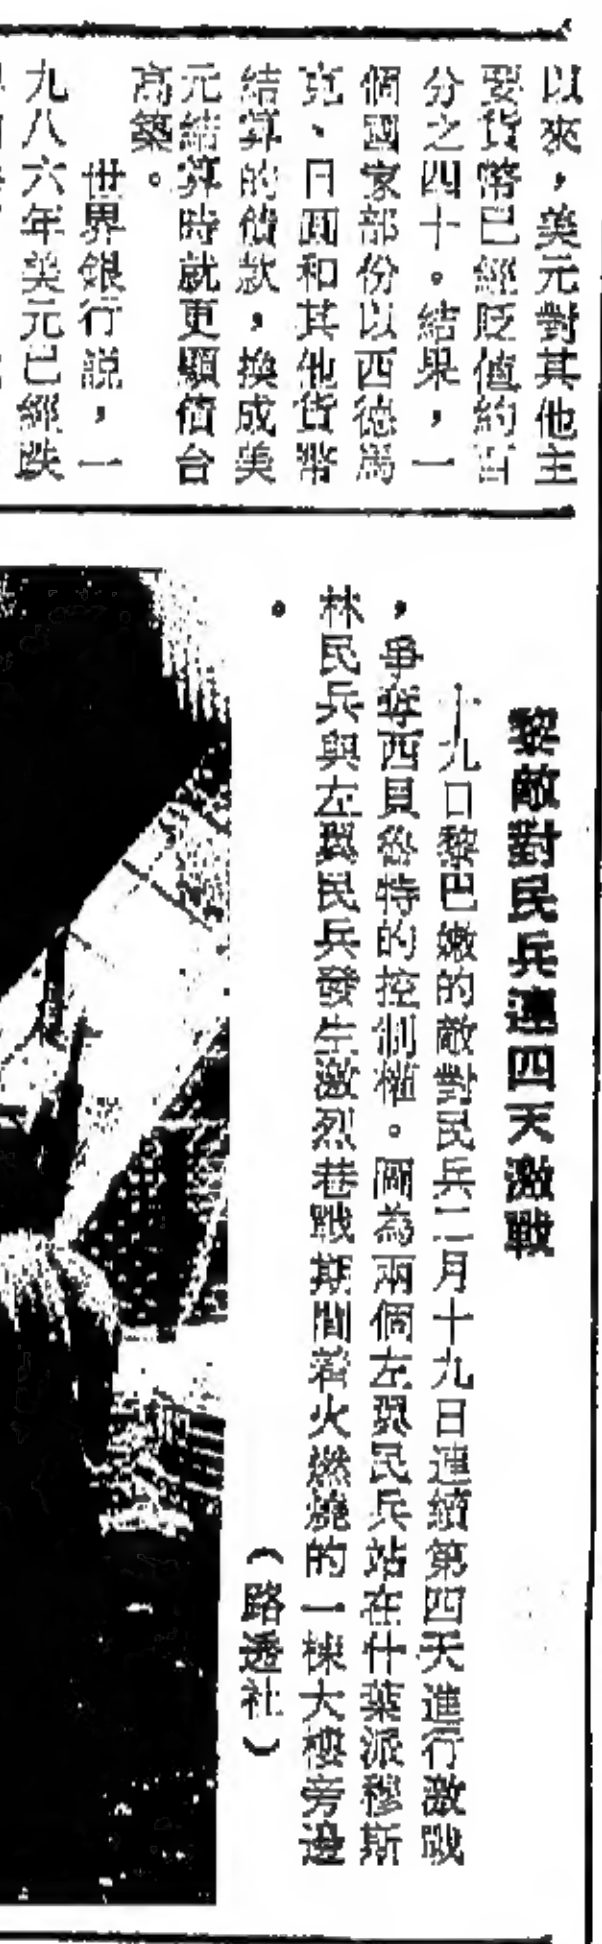 以來，美元對其他主
要貨幣已經貶值約百
分之四十。結果，一
個國家部份以西德馬
克、日圓和其他貨幣
結算的債款，換成美
元結算時就更顯債台
高築。
世界銀行説，一
九八六年美元已經跌
黎敵對民兵連四天激戰
十九日黎巴嫩的敵對民兵二月十九日連續第四天進行激戰
，爭奪西貝魯特的控制權。圖為兩個左翼民兵站在什葉派穆斯
林民兵與左翼民兵發生激烈巷戰期間着火燃燒的一棟大樓旁邊
。
（路透社）